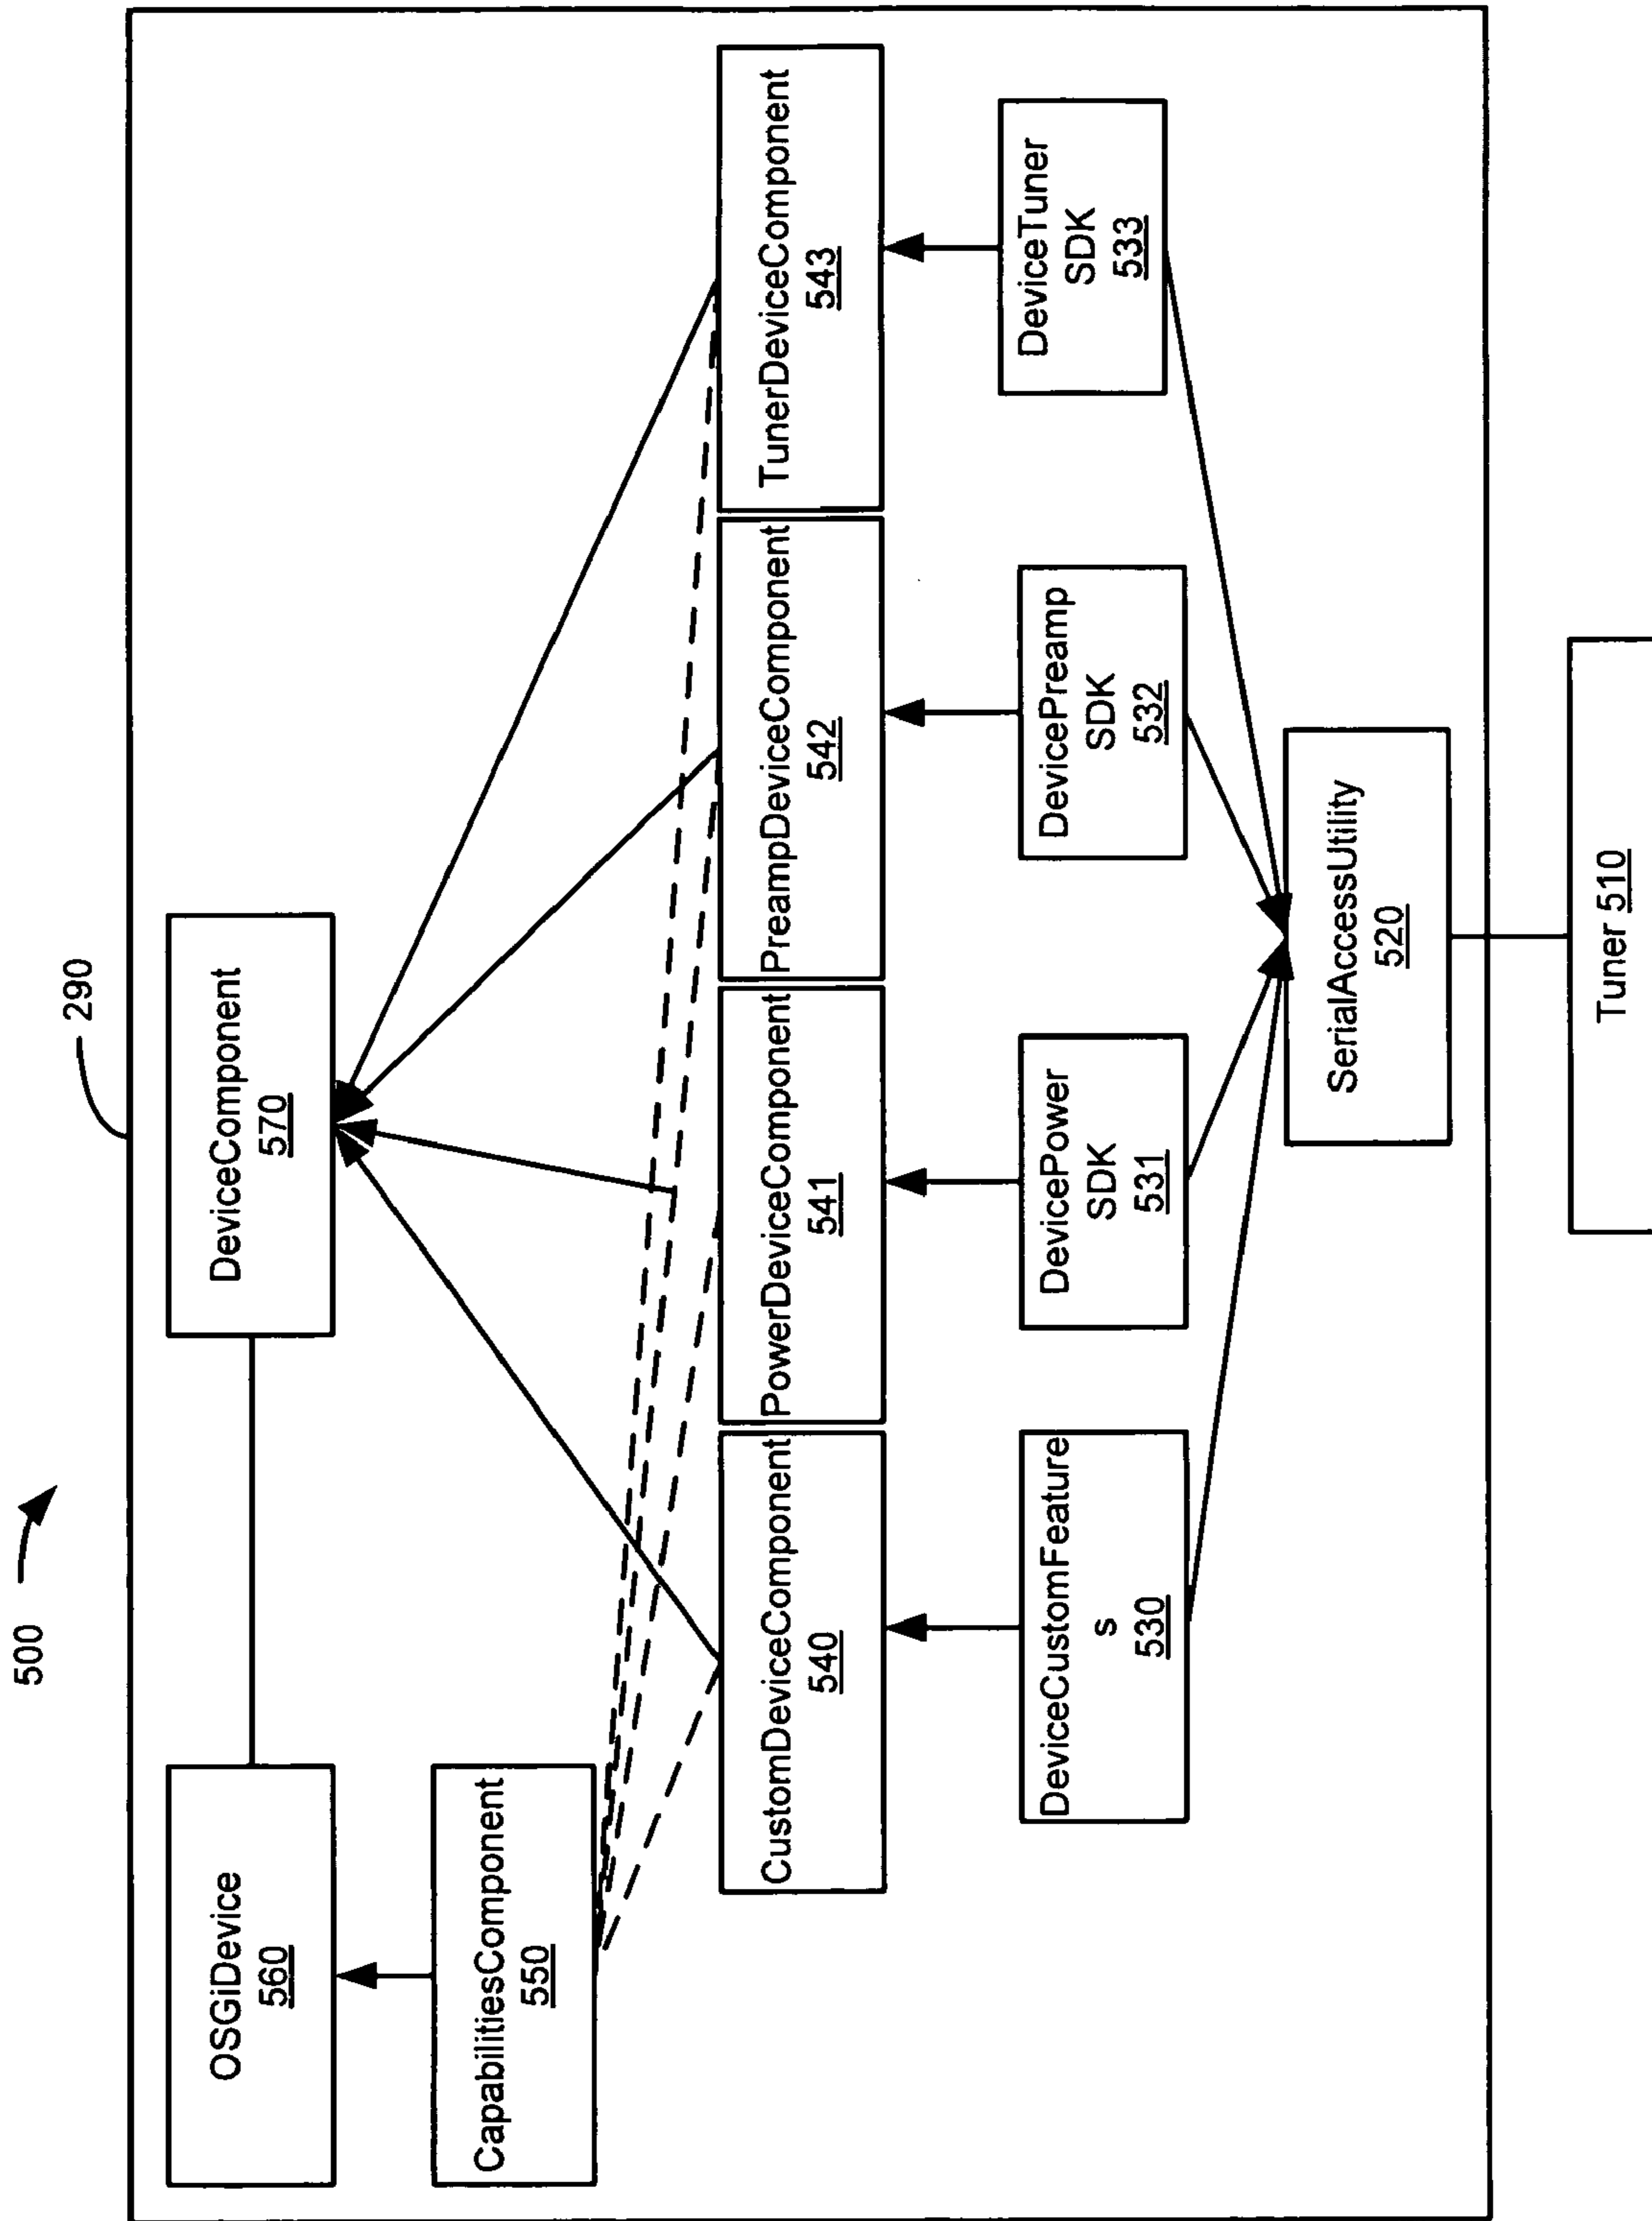 500
290
OSGiDevice
560
DeviceComponent
570
CapabilitiesComponent
550
CustomDeviceComponent
540
PowerDeviceComponent
541
PreampDeviceComponent
542
TunerDeviceComponent
543
DeviceCustomFeature
s
530
DevicePower
SDK
531
DevicePreamp
SDK
532
DeviceTuner
SDK
533
SerialAccessUtility
520
Tuner 510